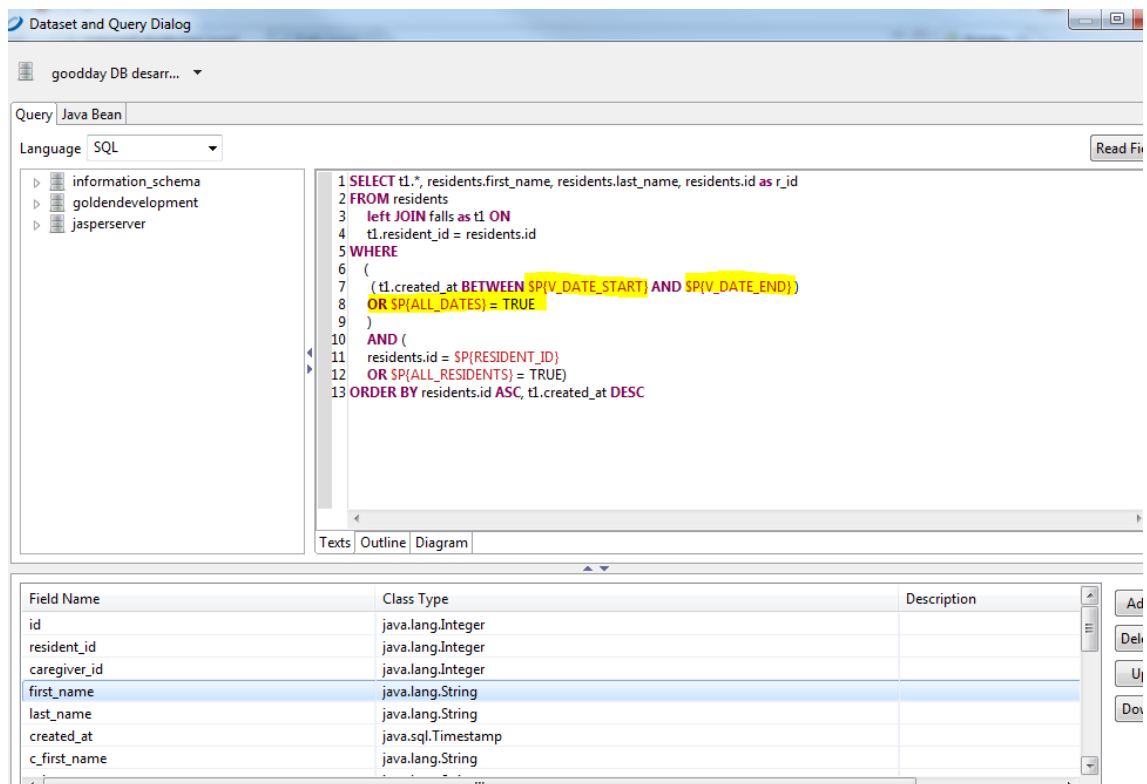 Dataset and Query Dialog
goodday DB desarr...
Query Java Bean
Language SQL
Read Fie
information_schema
goldendevelopment
jasperserver
1 SELECT t1.*, residents.first_name, residents.last_name, residents.id as r_id
2 FROM residents
3 left JOIN falls as t1 ON
4 t1.resident_id = residents.id
5 WHERE
6 (
7 ( t1.created_at BETWEEN $P{V_DATE_START} AND $P{V_DATE_END} )
8 OR $P{ALL_DATES} = TRUE
9 )
10 AND (
11 residents.id = $P{RESIDENT_ID}
12 OR $P{ALL_RESIDENTS} = TRUE)
13 ORDER BY residents.id ASC, t1.created_at DESC
Texts Outline Diagram
Field Name Class Type Description
id java.lang.Integer
resident_id java.lang.Integer
caregiver_id java.lang.Integer
first_name java.lang.String
last_name java.lang.String
created_at java.sql.Timestamp
c_first_name java.lang.String
Ad
Dele
Up
Dov